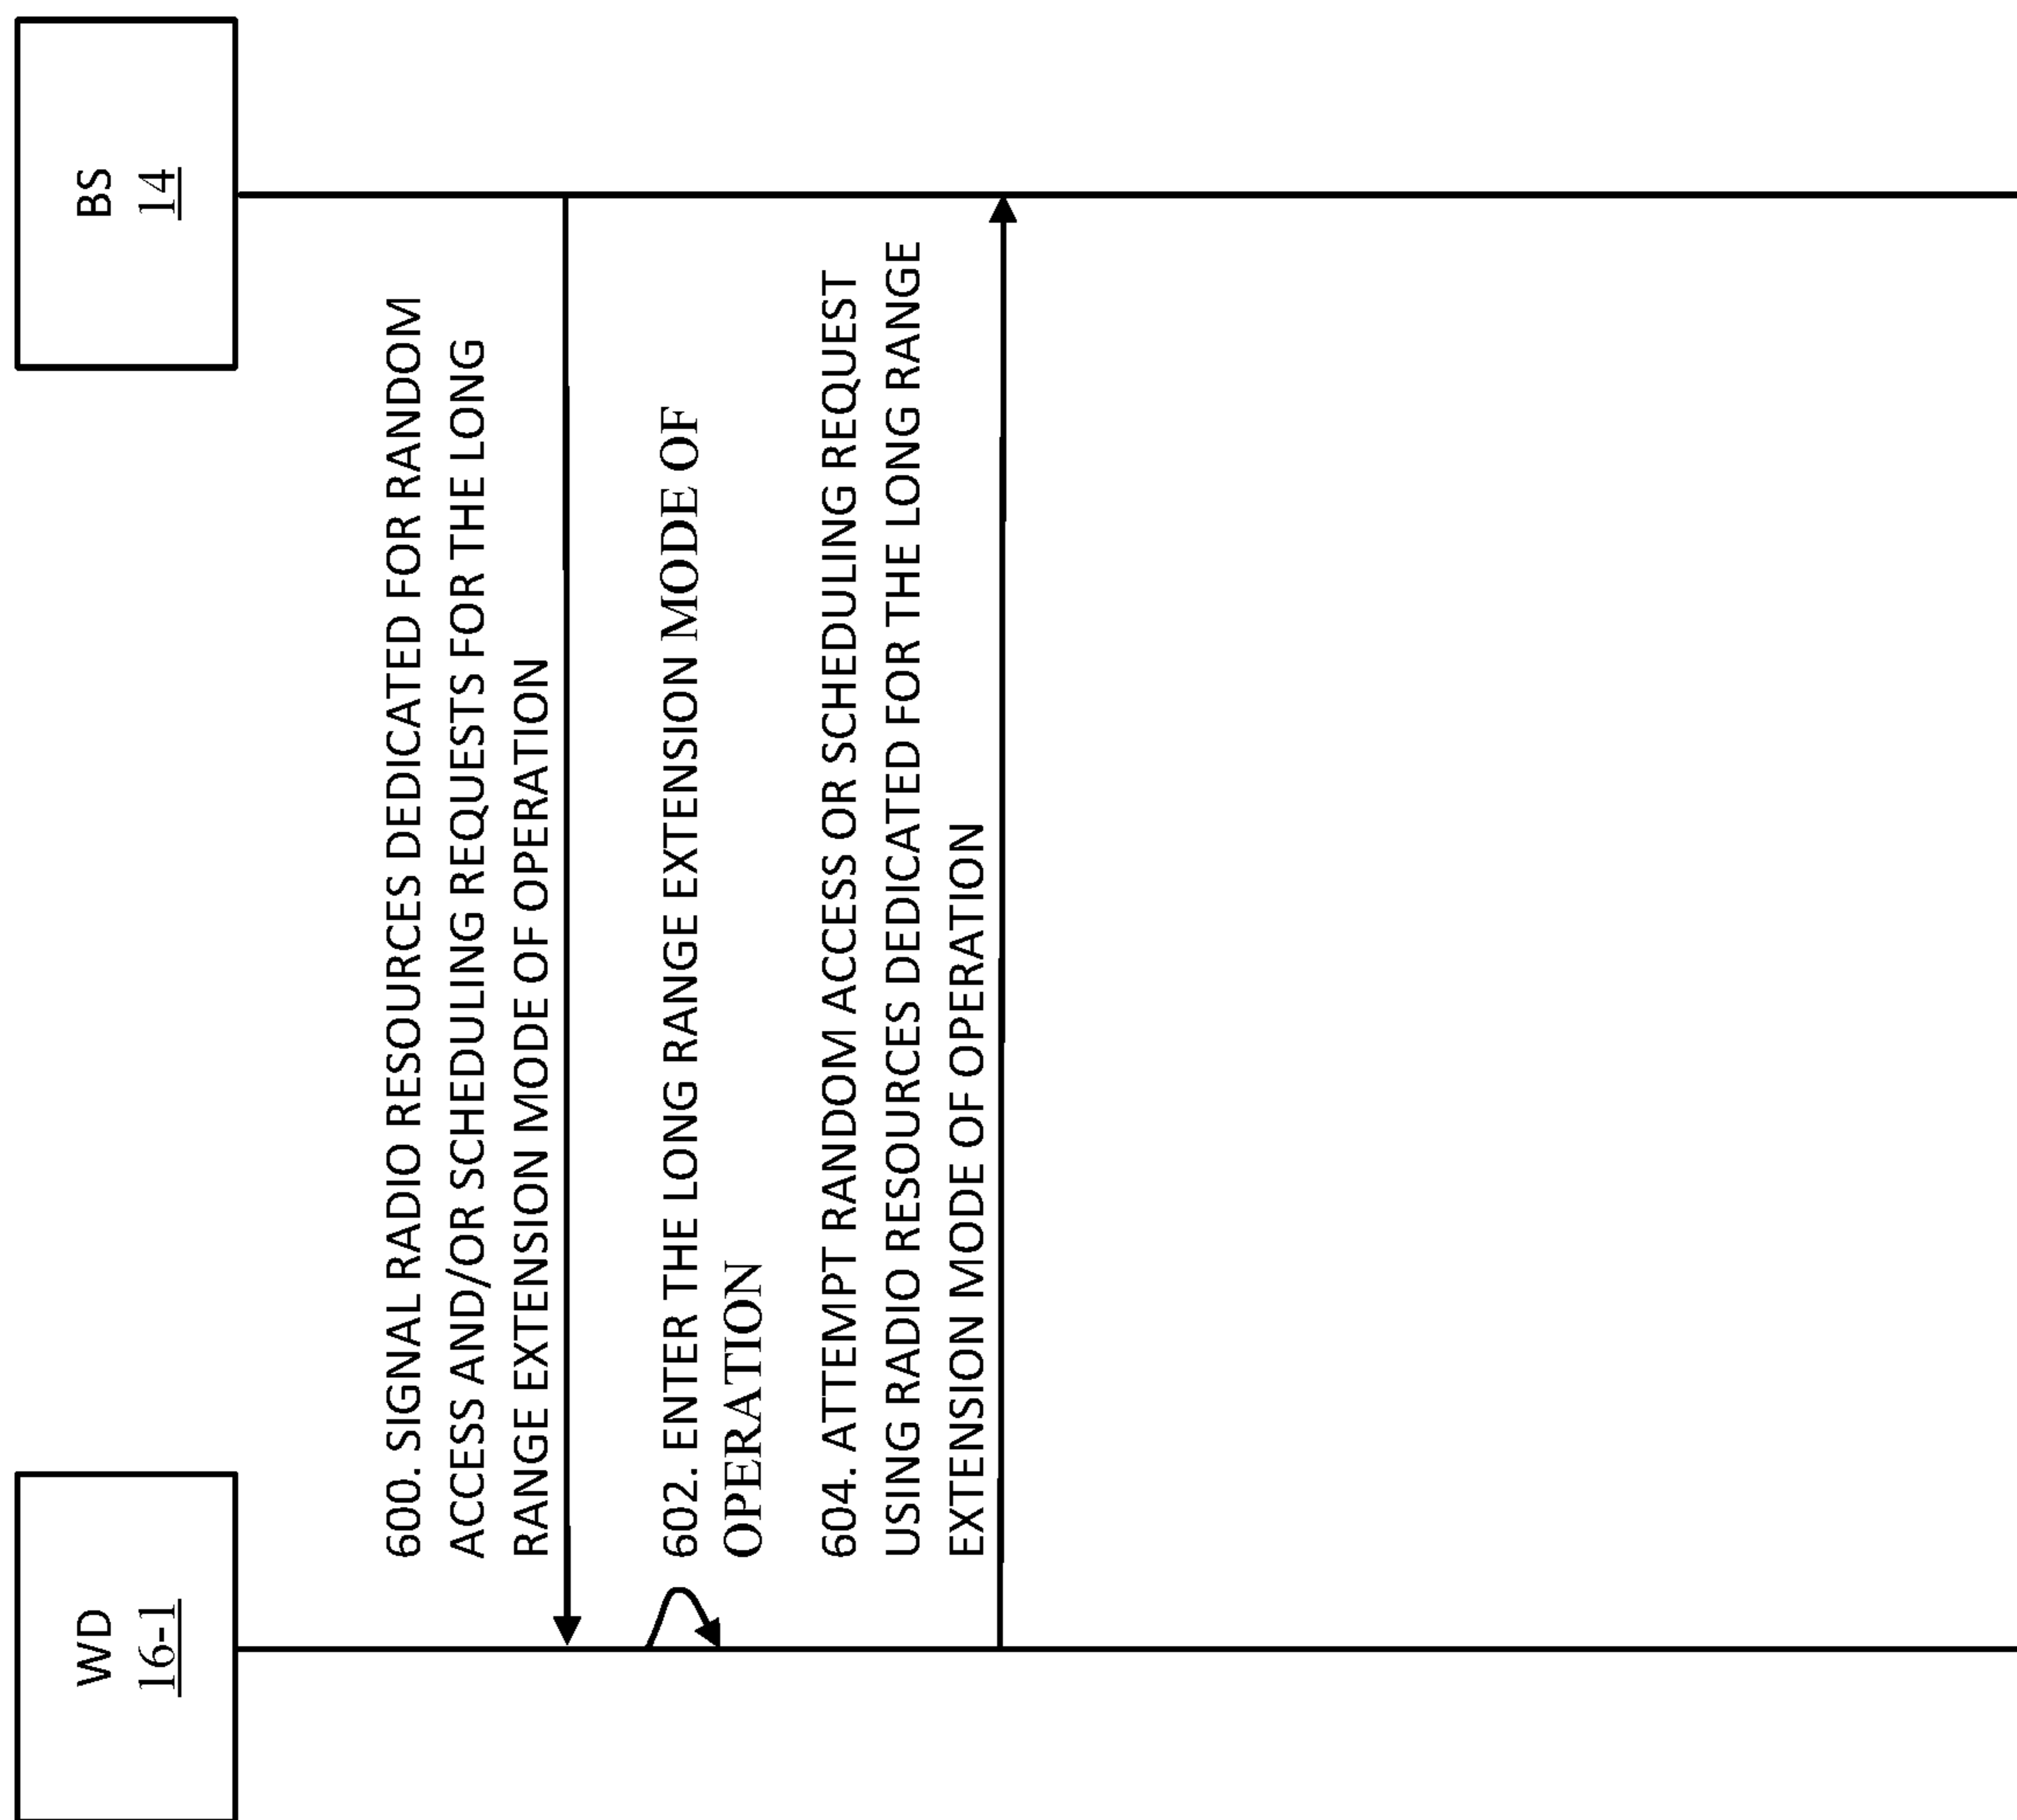 WD
16-1
BS
14
600. SIGNAL RADIO RESOURCES DEDICATED FOR RANDOM
ACCESS AND/OR SCHEDULING REQUESTS FOR THE LONG
RANGE EXTENSION MODE OF OPERATION
602. ENTER THE LONG RANGE EXTENSION MODE OF
OPERATION
604. ATTEMPT RANDOM ACCESS OR SCHEDULING REQUEST
USING RADIO RESOURCES DEDICATED FOR THE LONG RANGE
EXTENSION MODE OF OPERATION